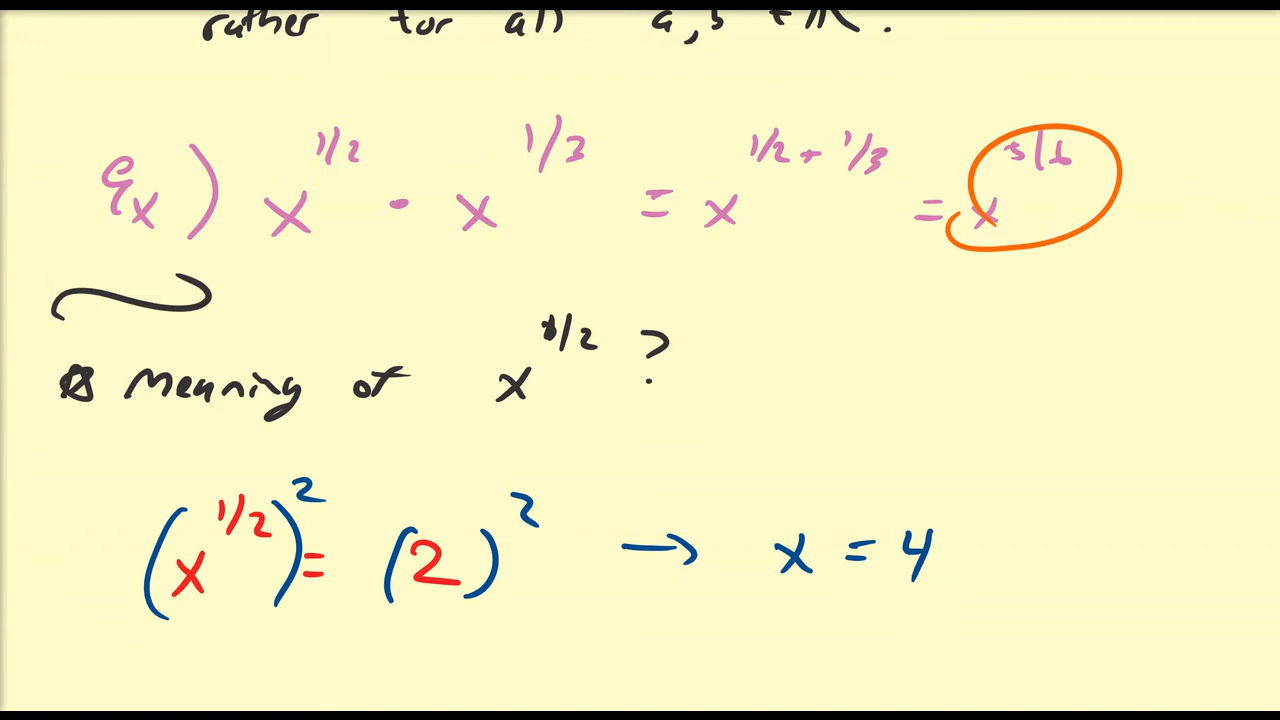 rather for all a, b ∈ ℝ.
Ex) x^{1/2} · x^{1/3} = x^{1/2 + 1/3} = x^{5/6}
Meaning of x^{1/2} ?
(x^{1/2})^2 = (2)^2 → x = 4